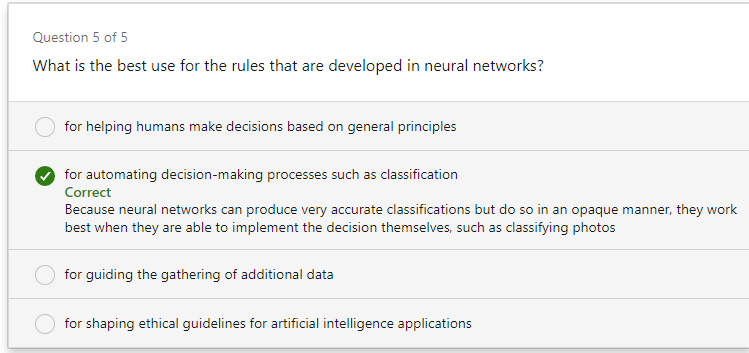 Question 5 of 5
What is the best use for the rules that are developed in neural networks?
for helping humans make decisions based on general principles
for automating decision-making processes such as classification
Correct
Because neural networks can produce very accurate classifications but do so in an opaque manner, they work
best when they are able to implement the decision themselves, such as classifying photos
for guiding the gathering of additional data
for shaping ethical guidelines for artificial intelligence applications